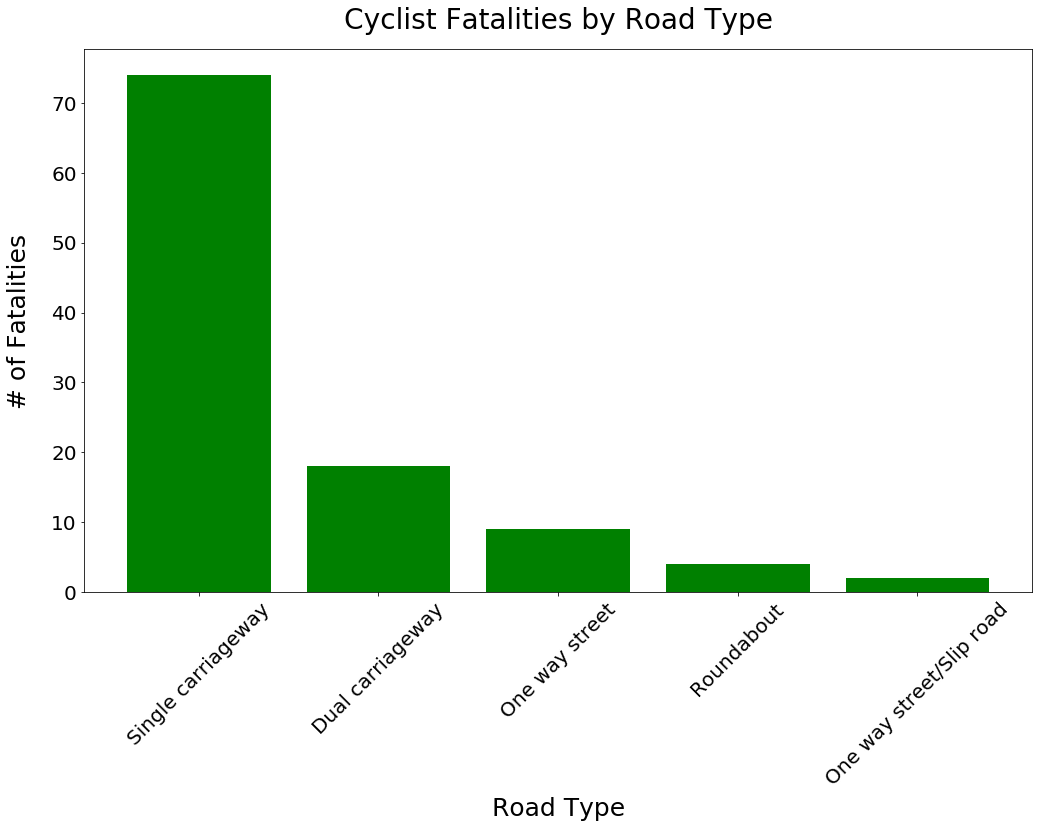 Cyclist Fatalities by Road Type
# of Fatalities
70
60
50
40
30
20
10
0
Single carriageway
Dual carriageway
One way street
Roundabout
One way street/Slip road
Road Type